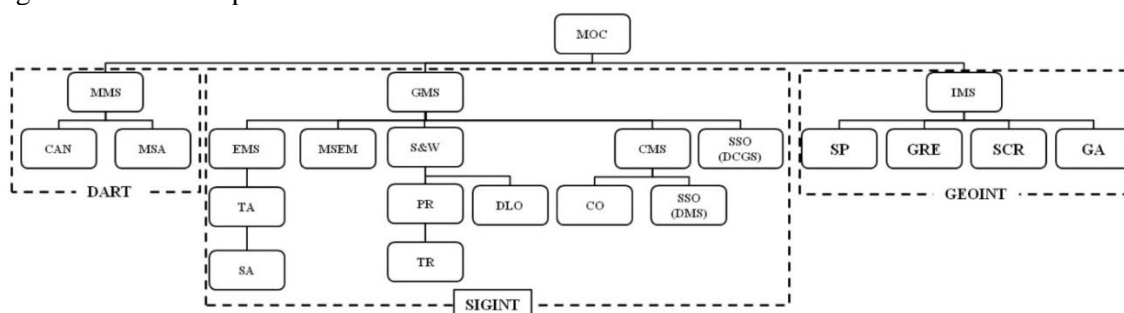 MOC
MMS
GMS
IMS
CAN
MSA
EMS
MSEM
S&W
CMS
SSO
(DCGS)
SP
GRE
SCR
GA
DART
GEOINT
TA
PR
DLO
CO
SSO
(DMS)
SA
TR
SIGINT